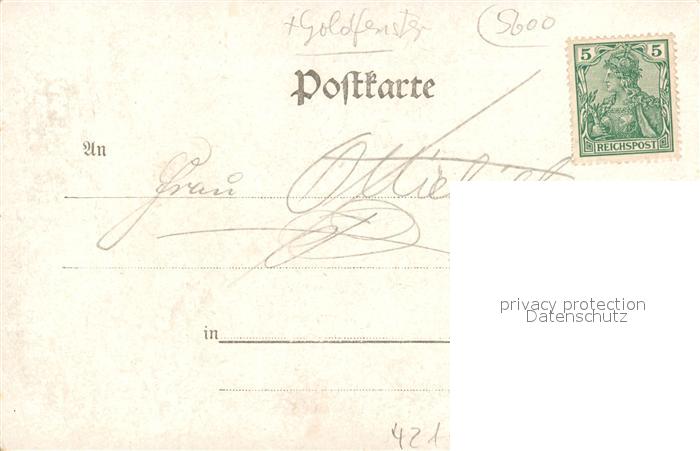 +Goldfenster (5600
Postkarte
5 5
REICHSPOST
An
Frau
privacy protection
Datenschutz
in
421